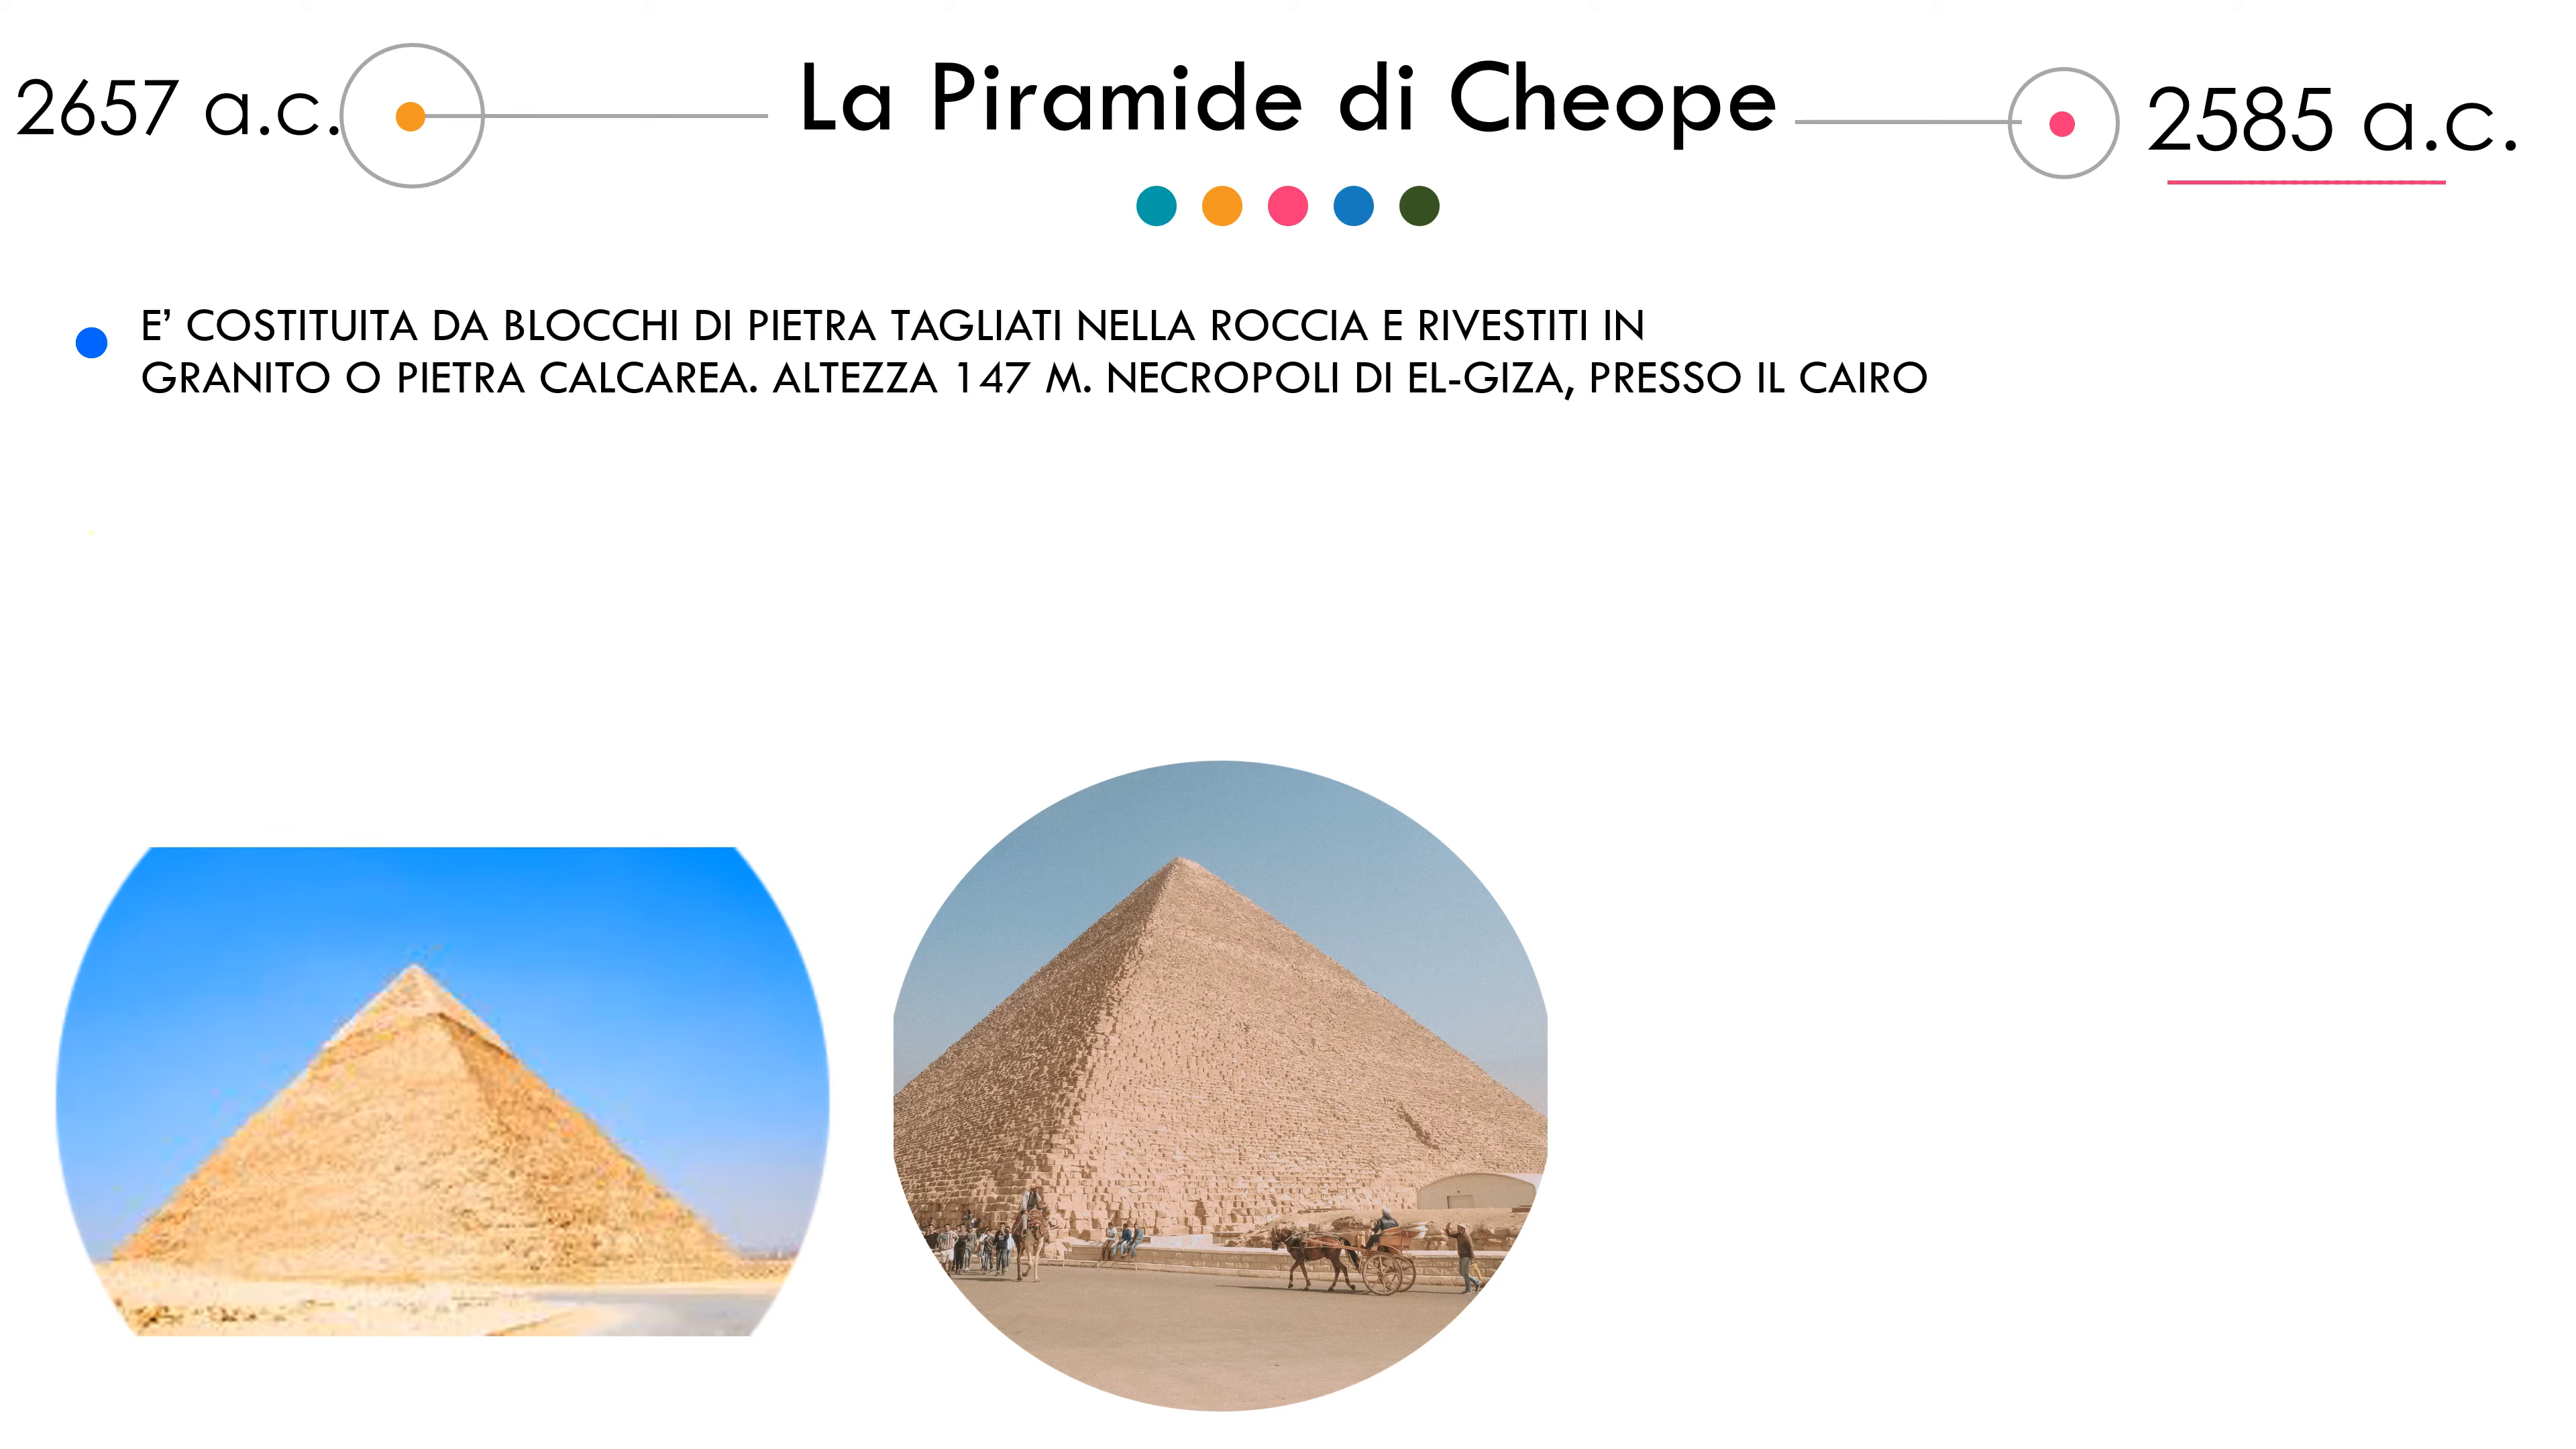 2657 a.c.
La Piramide di Cheope
2585 a.c.
E’ COSTITUITA DA BLOCCHI DI PIETRA TAGLIATI NELLA ROCCIA E RIVESTITI IN
GRANITO O PIETRA CALCAREA. ALTEZZA 147 M. NECROPOLI DI EL-GIZA, PRESSO IL CAIRO